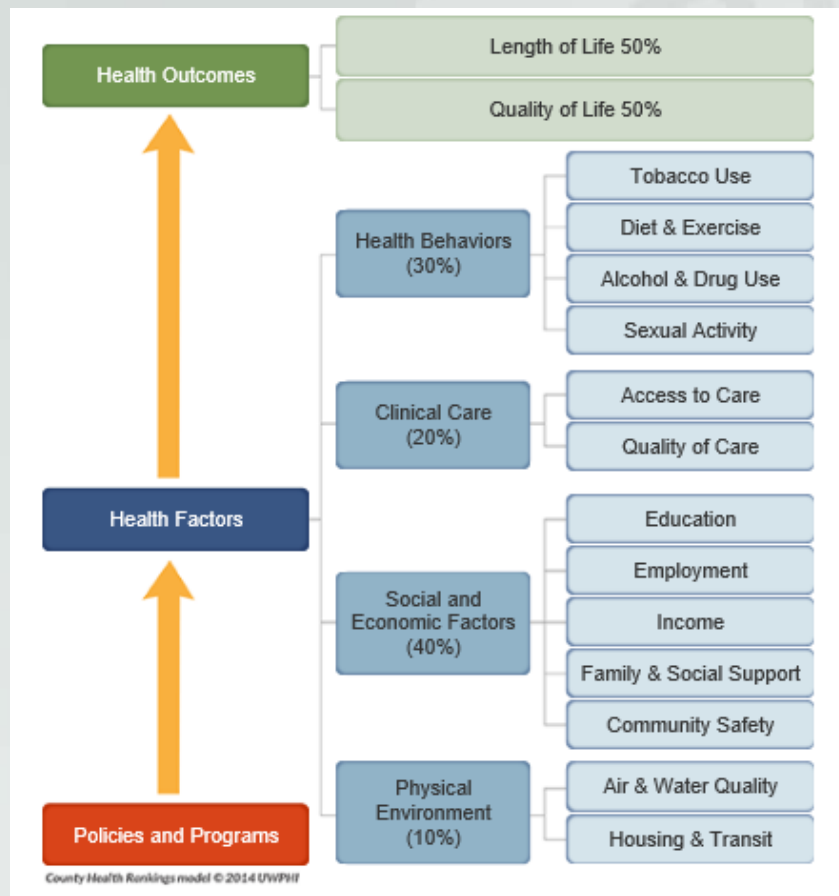 Health Outcomes
Length of Life 50%
Quality of Life 50%
Health Factors
Health Behaviors
(30%)
Tobacco Use
Diet & Exercise
Alcohol & Drug Use
Sexual Activity
Clinical Care
(20%)
Access to Care
Quality of Care
Social and
Economic Factors
(40%)
Education
Employment
Income
Family & Social Support
Community Safety
Physical
Environment
(10%)
Air & Water Quality
Housing & Transit
Policies and Programs
County Health Rankings model © 2014 UWPHI